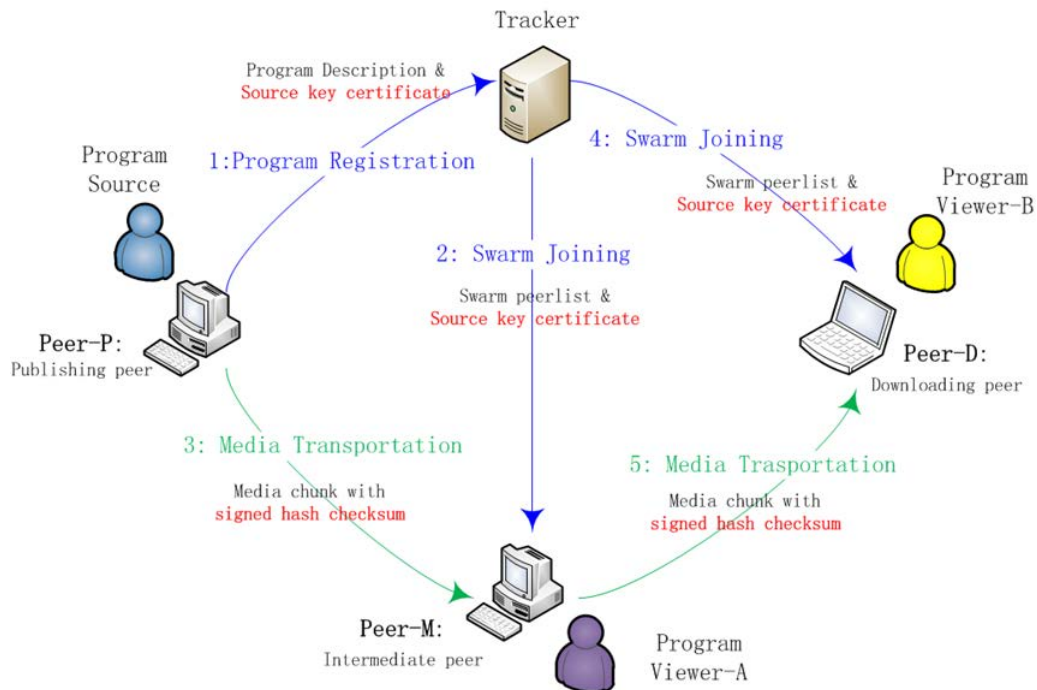 Tracker
Program Description &
Source key certificate
1:Program Registration
4: Swarm Joining
Program
Source
Swarm peerlist &
Source key certificate
Program
Viewer-B
2: Swarm Joining
Swarm peerlist &
Source key certificate
Peer-P:
Publishing peer
Peer-D:
Downloading peer
3: Media Transportation
Media chunk with
signed hash checksum
5: Media Trasportation
Media chunk with
signed hash checksum
Peer-M:
Intermediate peer
Program
Viewer-A